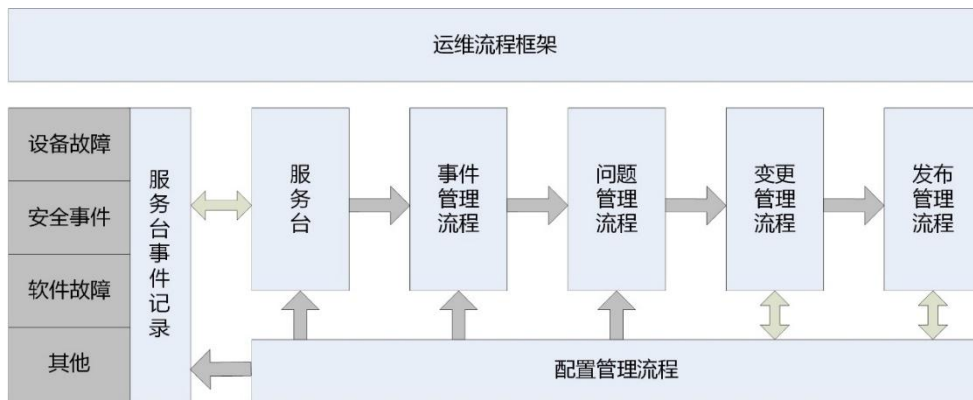 运维流程框架
设备故障
安全事件
软件故障
其他
服务台事件记录
服务台
事件
管理
流程
问题
管理
流程
变更
管理
流程
发布
管理
流程
配置管理流程